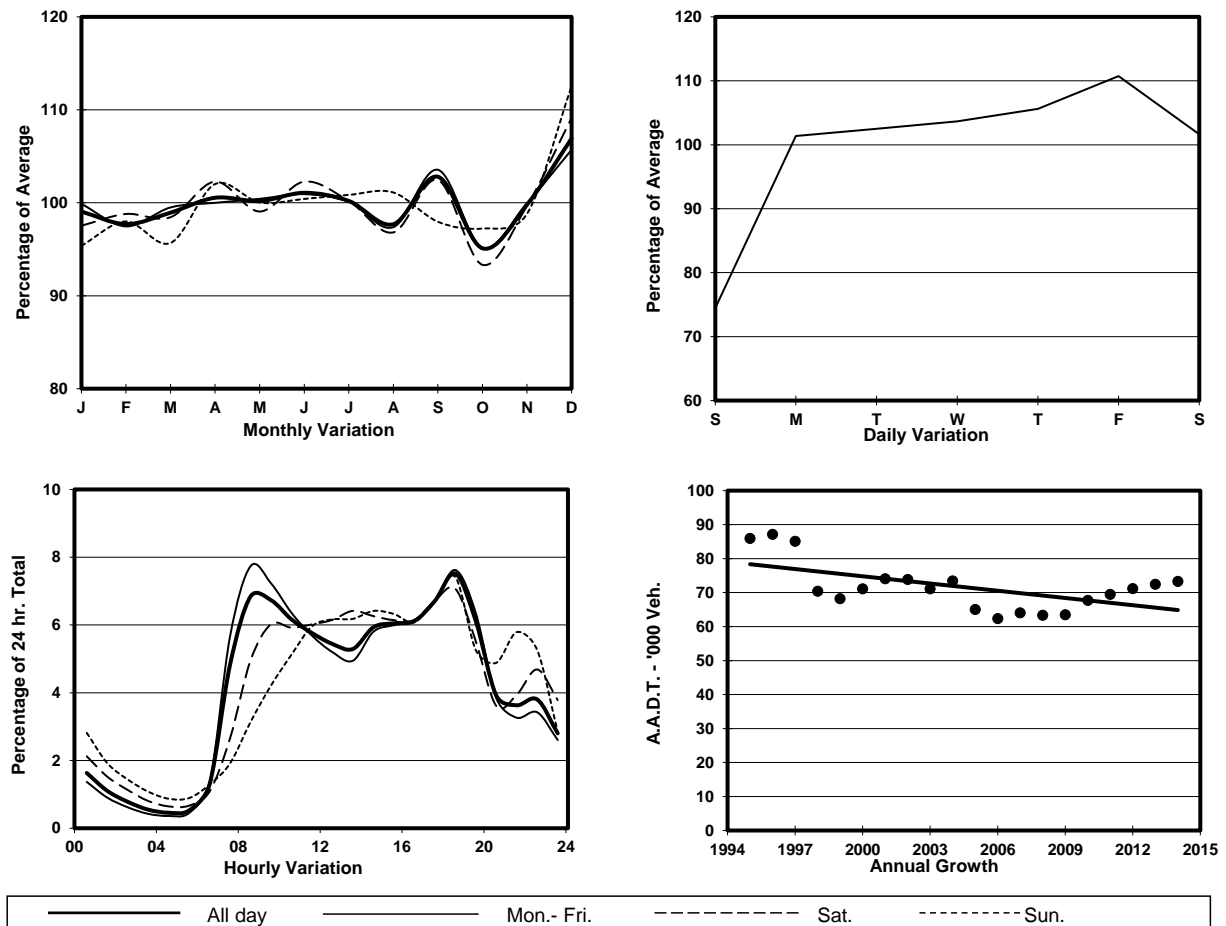 120
110
100
90
80
Percentage of Average
J F M A M J J A S O N D
Monthly Variation
120
110
100
90
80
70
60
Percentage of Average
S M T W T F S
Daily Variation
10
8
6
4
2
0
Percentage of 24 hr. Total
00 04 08 12 16 20 24
Hourly Variation
100
90
80
70
60
50
40
30
20
10
0
A.A.D.T. - '000 Veh.
1994 1997 2000 2003 2006 2009 2012 2015
Annual Growth
All day Mon.- Fri. Sat. Sun.